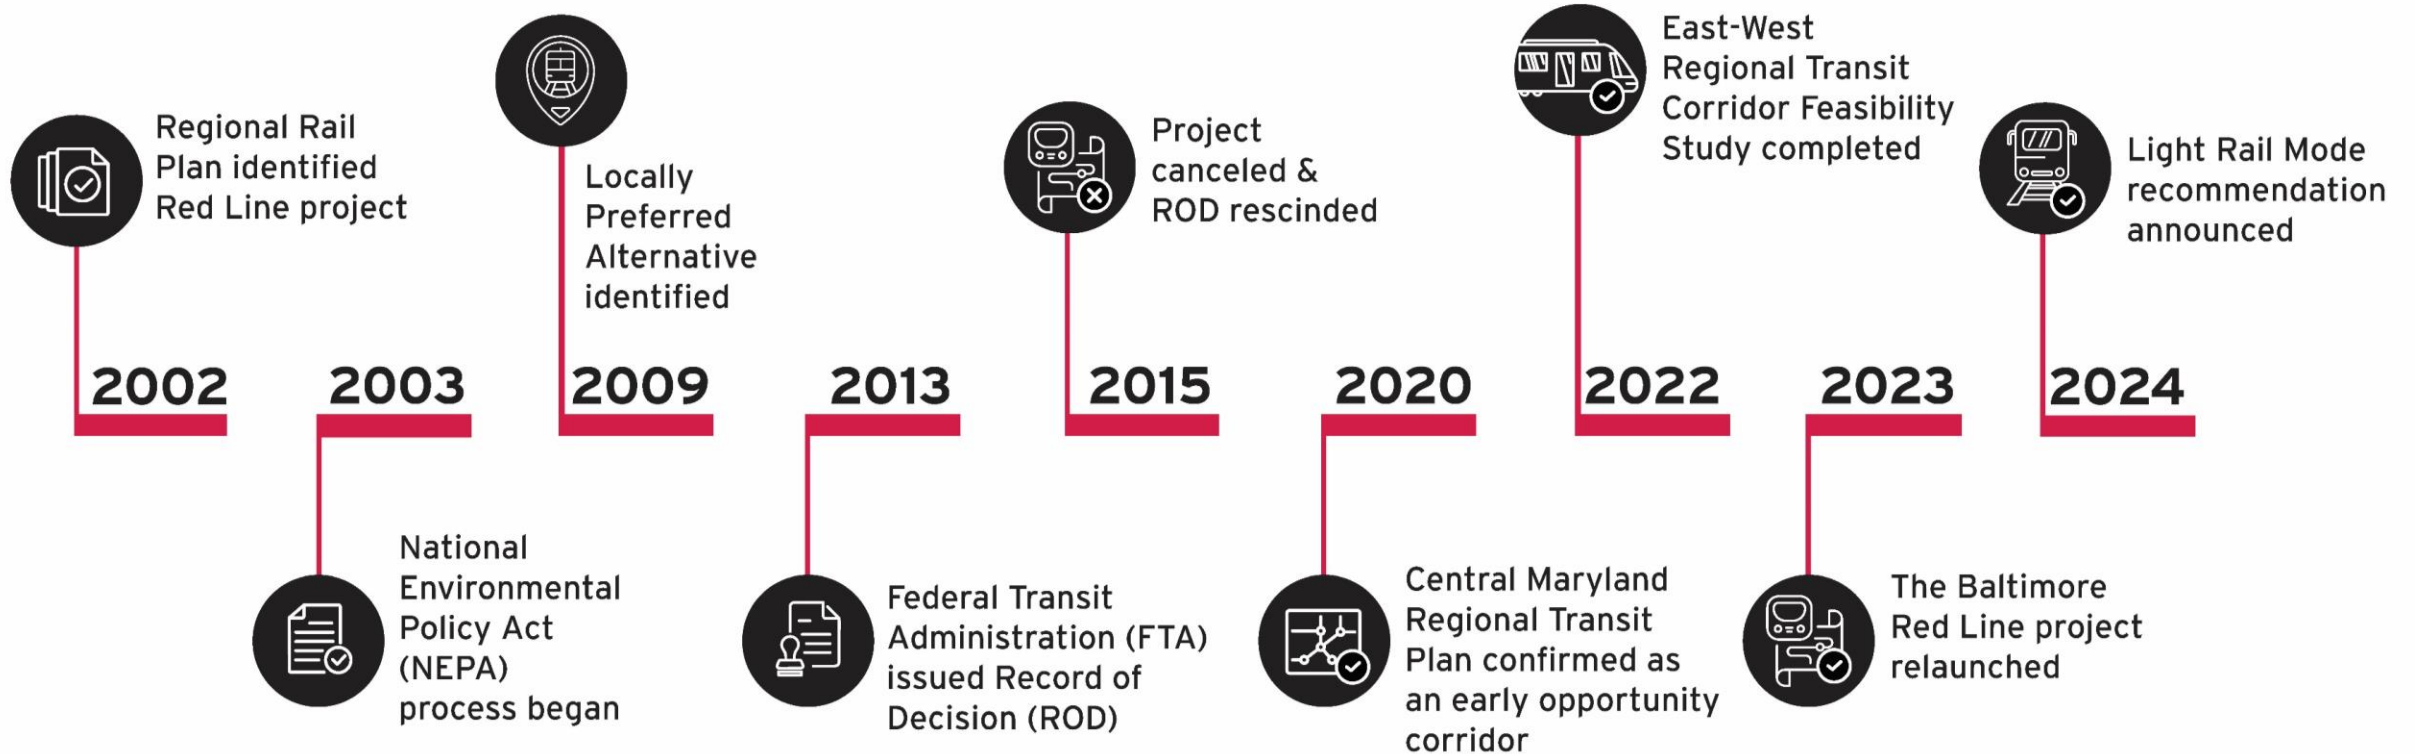 Regional Rail
Plan identified
Red Line project
2002
2003
National
Environmental
Policy Act
(NEPA)
process began
Locally
Preferred
Alternative
identified
2009
2013
Federal Transit
Administration (FTA)
issued Record of
Decision (ROD)
Project
canceled &
ROD rescinded
2015
2020
Central Maryland
Regional Transit
Plan confirmed as
an early opportunity
corridor
East-West
Regional Transit
Corridor Feasibility
Study completed
2022
2023
The Baltimore
Red Line project
relaunched
Light Rail Mode
recommendation
announced
2024